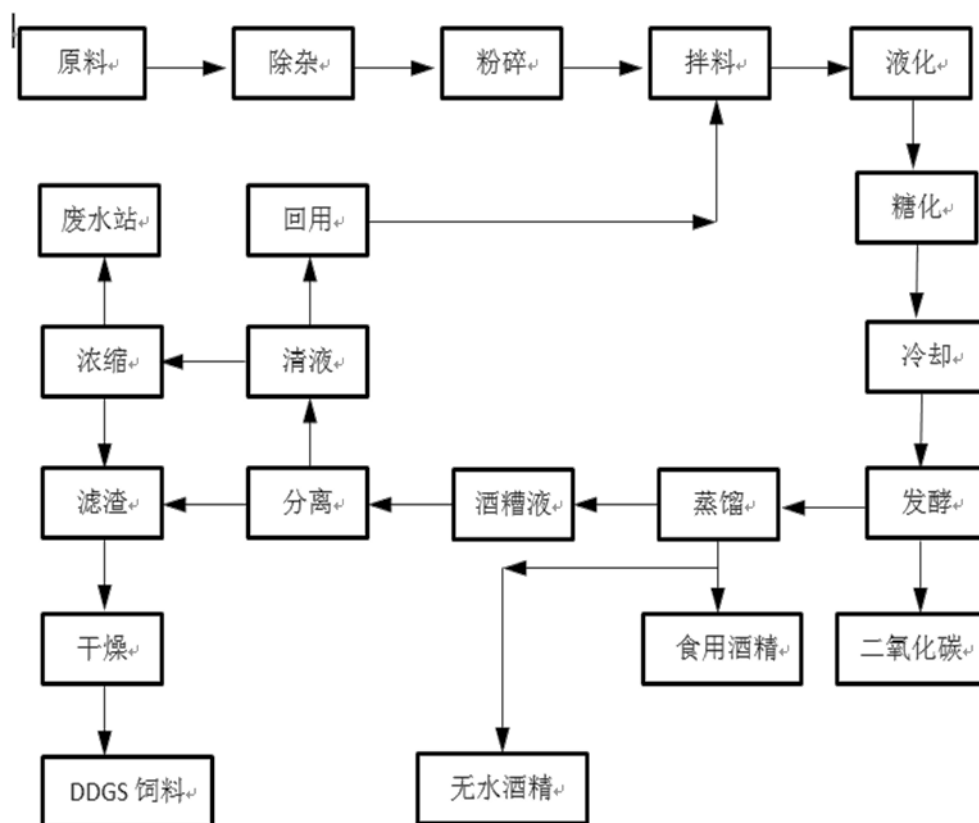 原料
除杂
粉碎
拌料
液化
废水站
回用
糖化
浓缩
清液
冷却
滤渣
分离
酒糟液
蒸馏
发酵
干燥
食用酒精
二氧化碳
DDGS 饲料
无水酒精